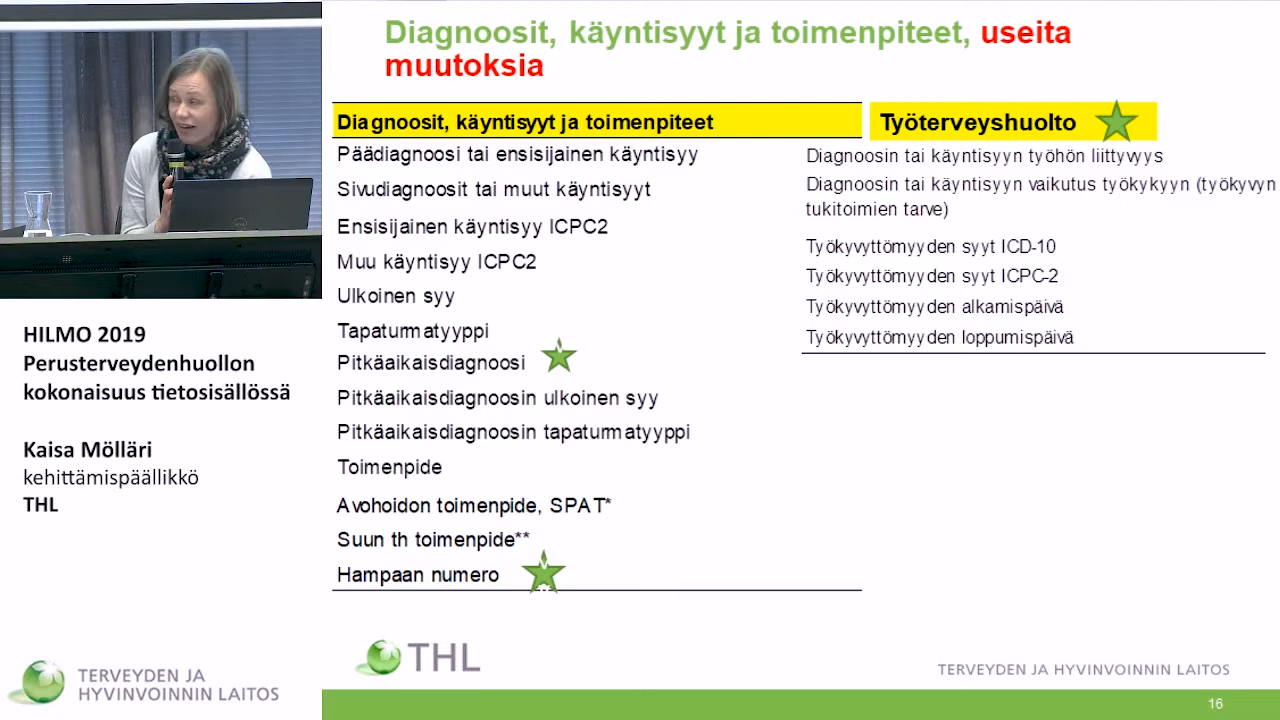 Diagnoosit, käyntisyyt ja toimenpiteet, useita
muutoksia
Diagnoosit, käyntisyyt ja toimenpiteet
Päädiagnoosi tai ensisijainen käyntisyy
Sivudiagnoosit tai muut käyntisyyt
Ensisijainen käyntisyy ICPC2
Muu käyntisyy ICPC2
Ulkoinen syy
Tapaturmatyyppi
Pitkäaikaisdiagnoosi
Pitkäaikaisdiagnoosin ulkoinen syy
Pitkäaikaisdiagnoosin tapaturmatyyppi
Toimenpide
Avohoidon toimenpide, SPAT*
Suun th toimenpide**
Hampaan numero
Työterveyshuolto
Diagnoosin tai käyntisyyn työhön liittyvyys
Diagnoosin tai käyntisyyn vaikutus työkykyyn (työkyvyn
tukitoimien tarve)
Työkyvyttömyyden syyt ICD-10
Työkyvyttömyyden syyt ICPC-2
Työkyvyttömyyden alkamispäivä
Työkyvyttömyyden loppumispäivä
HILMO 2019
Perusterveydenhuollon
kokonaisuus tietosisällössä
Kaisa Mölläri
kehittämispäällikkö
THL
TERVEYDEN JA
HYVINVOINNIN LAITOS
THL
TERVEYDEN JA HYVINVOINNIN LAITOS
16